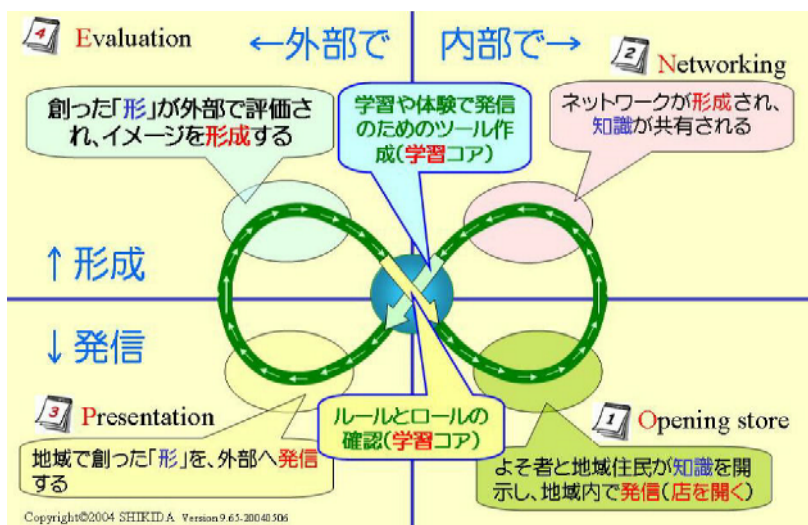 4 Evaluation
←外部で
内部で→
2 Networking
創った「形」が外部で評価さ
れ、イメージを形成する
学習や体験で発信
のためのツール作
成(学習コア)
ネットワークが形成され、
知識が共有される
↑形成
↓発信
3 Presentation
地域で創った「形」を、外部へ発信
する
ルールとロールの
確認(学習コア)
1 Opening store
よそ者と地域住民が知識を開
示し、地域内で発信(店を開く)
Copyright©2004 SHIKIDA Version9.65-20040506